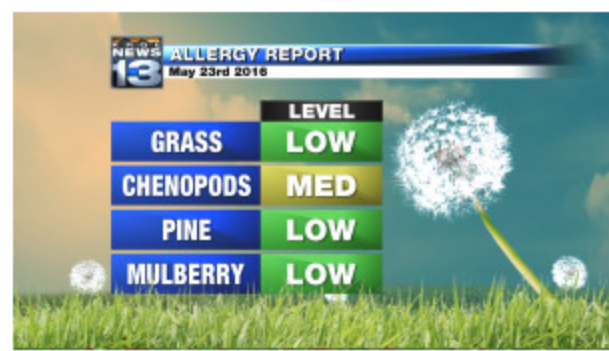 NEWS
13
ALLERGY REPORT
May 23rd 2016
LEVEL
GRASS LOW
CHENOPODS MED
PINE LOW
MULBERRY LOW